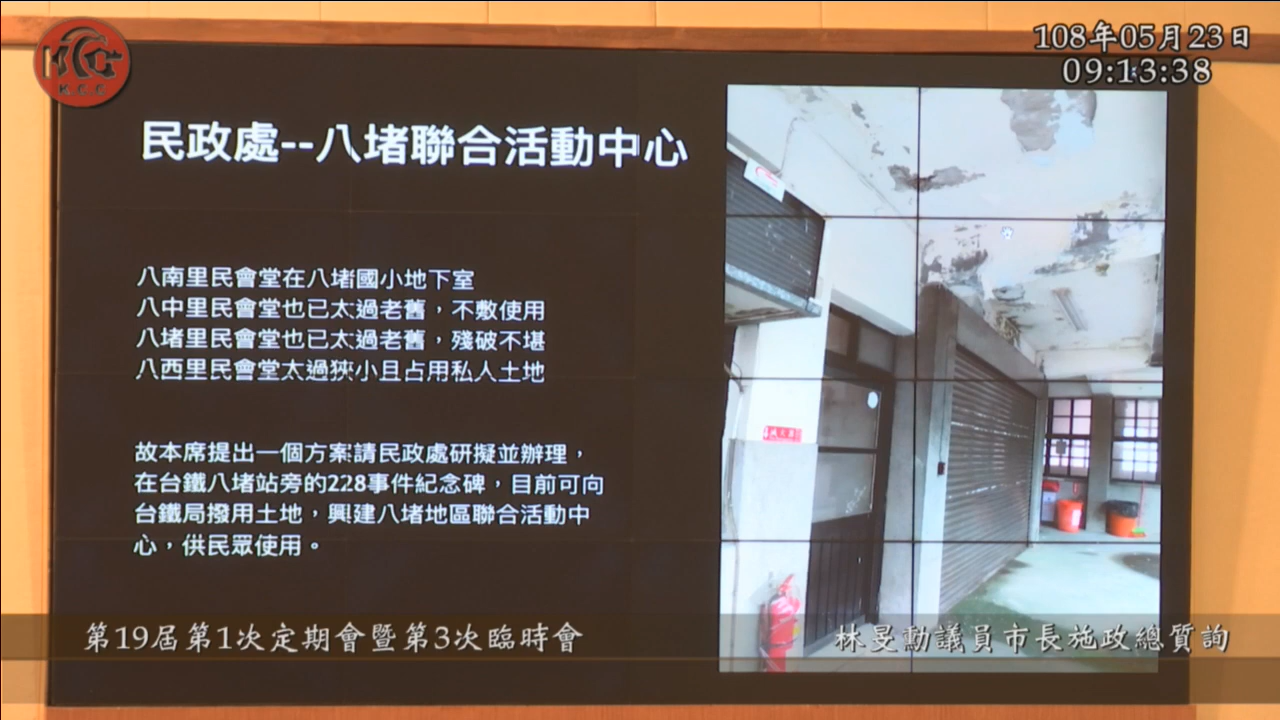 108年05月23日
09:13:38
民政處--八堵聯合活動中心
八南里民會堂在八堵國小地下室
八中里民會堂也已太過老舊，不敷使用
八堵里民會堂也已太過老舊，殘破不堪
八西里民會堂太過狹小且占用私人土地
故本席提出一個方案請民政處研擬並辦理，
在台鐵八堵站旁的228事件紀念碑，目前可向
台鐵局撥用土地，興建八堵地區聯合活動中
心，供民眾使用。
滅火器
第19屆第1次定期會暨第3次臨時會
林旻勳議員市長施政總質詢